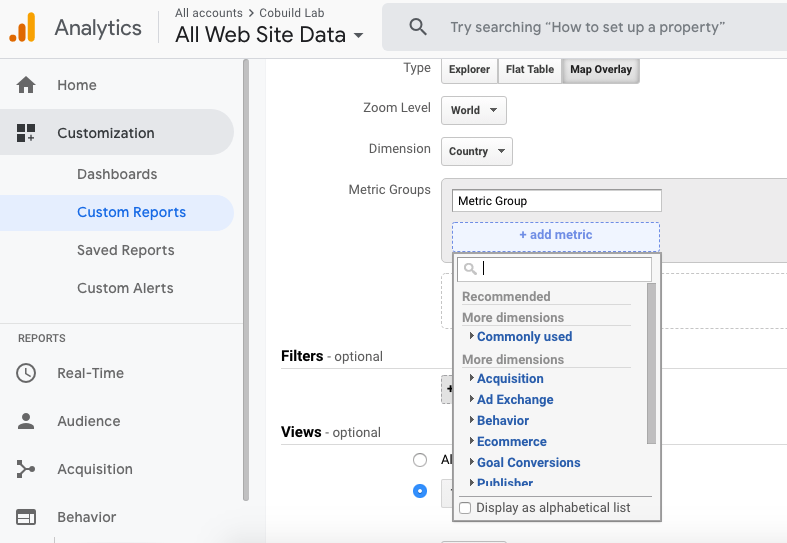 Analytics
All accounts > Cobuild Lab
All Web Site Data
Try searching “How to set up a property”
Home
Customization
Dashboards
Custom Reports
Saved Reports
Custom Alerts
REPORTS
Real-Time
Audience
Acquisition
Behavior
Type
Explorer
Flat Table
Map Overlay
Zoom Level
World
Dimension
Country
Metric Groups
Metric Group
+ add metric
Recommended
More dimensions
Commonly used
More dimensions
Acquisition
Ad Exchange
Behavior
Ecommerce
Goal Conversions
Publisher
Display as alphabetical list
Filters - optional
+
Views - optional